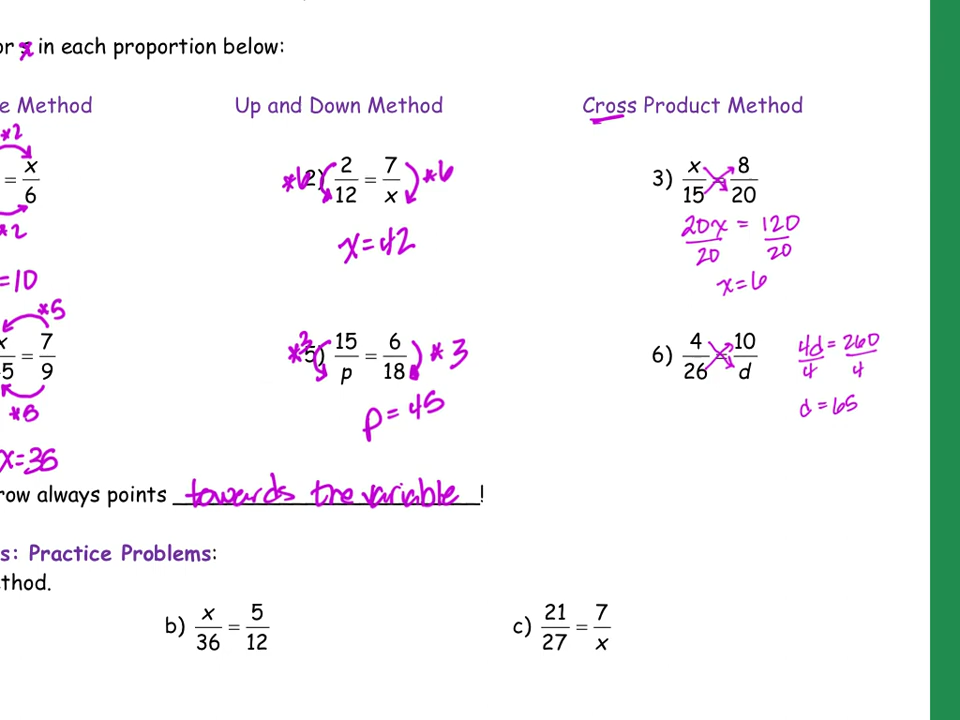 or x in each proportion below:
e Method Up and Down Method Cross Product Method
*2
= x/6
*2
= 10
2) 2/12 = 7/x *6
x = 42
3) x/15 = 8/20
20x/20 = 120/20
x = 6
*5
x/5 = 7/9
x = 36
5) 15/p = 6/18 * 3
p = 45
6) 4/26 = 10/d
4d/4 = 260/4
d = 65
row always points towards the variable!
s: Practice Problems:
thod.
b) x/36 = 5/12
c) 21/27 = 7/x